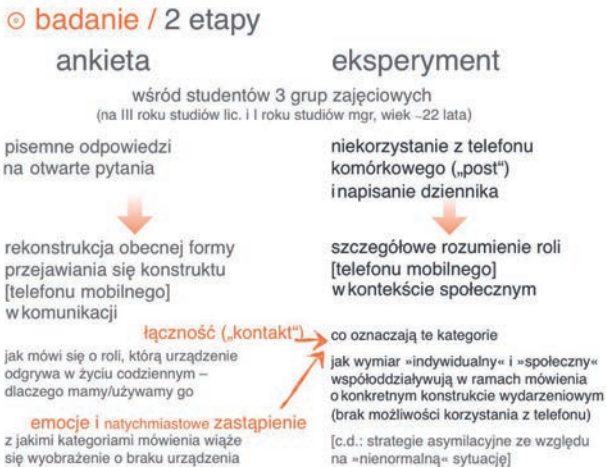 ⊙ badanie / 2 etapy
ankieta
eksperyment
wśród studentów 3 grup zajęciowych
(na III roku studiów lic. i I roku studiów mgr, wiek ~22 lata)
pisemne odpowiedzi
na otwarte pytania
niekorzystanie z telefonu
komórkowego („post”)
i napisanie dziennika
rekonstrukcja obecnej formy
przejawiania się konstruktu
[telefonu mobilnego]
w komunikacji
szczegółowe rozumienie roli
[telefonu mobilnego]
w kontekście społecznym
łączność („kontakt”)
jak mówi się o roli, którą urządzenie
odgrywa w życiu codziennym –
dlaczego mamy/używamy go
emocje i natychmiastowe zastąpienie
z jakimi kategoriami mówienia wiąże
się wyobrażenie o braku urządzenia
co oznaczają te kategorie
jak wymiar »indywidualny« i »społeczny«
współoddziaływują w ramach mówienia
o konkretnym konstrukcie wydarzeniowym
(brak możliwości korzystania z telefonu)
[c.d.: strategie asymilacyjne ze względu
na »nienormalną« sytuację]